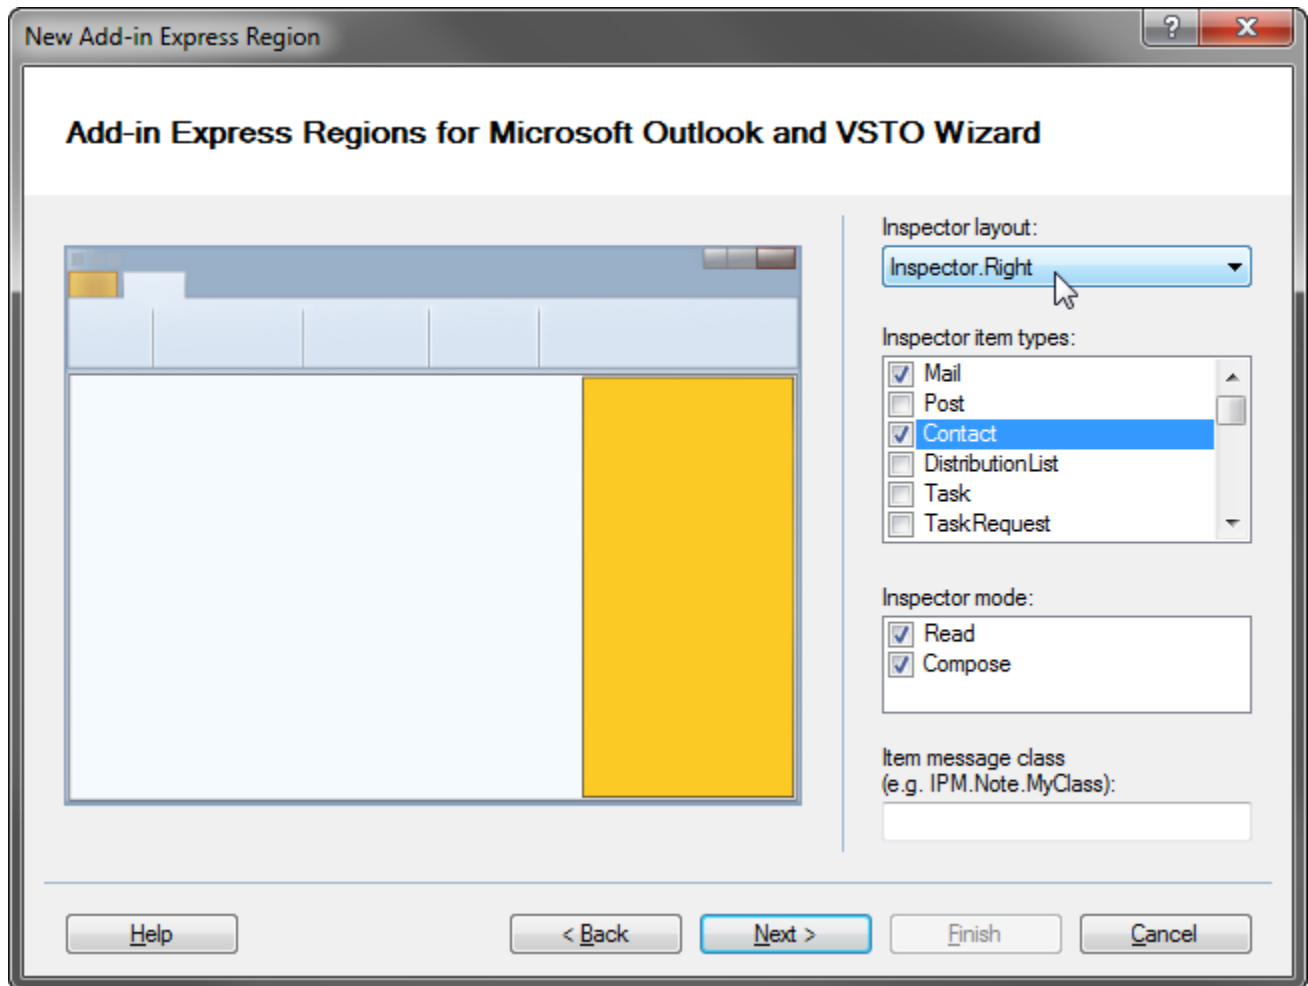 New Add-in Express Region
?
Add-in Express Regions for Microsoft Outlook and VSTO Wizard
Inspector layout:
Inspector.Right
Inspector item types:
Mail
Post
Contact
DistributionList
Task
TaskRequest
Inspector mode:
Read
Compose
Item message class
(e.g. IPM.Note.MyClass):
Help
< Back
Next >
Finish
Cancel